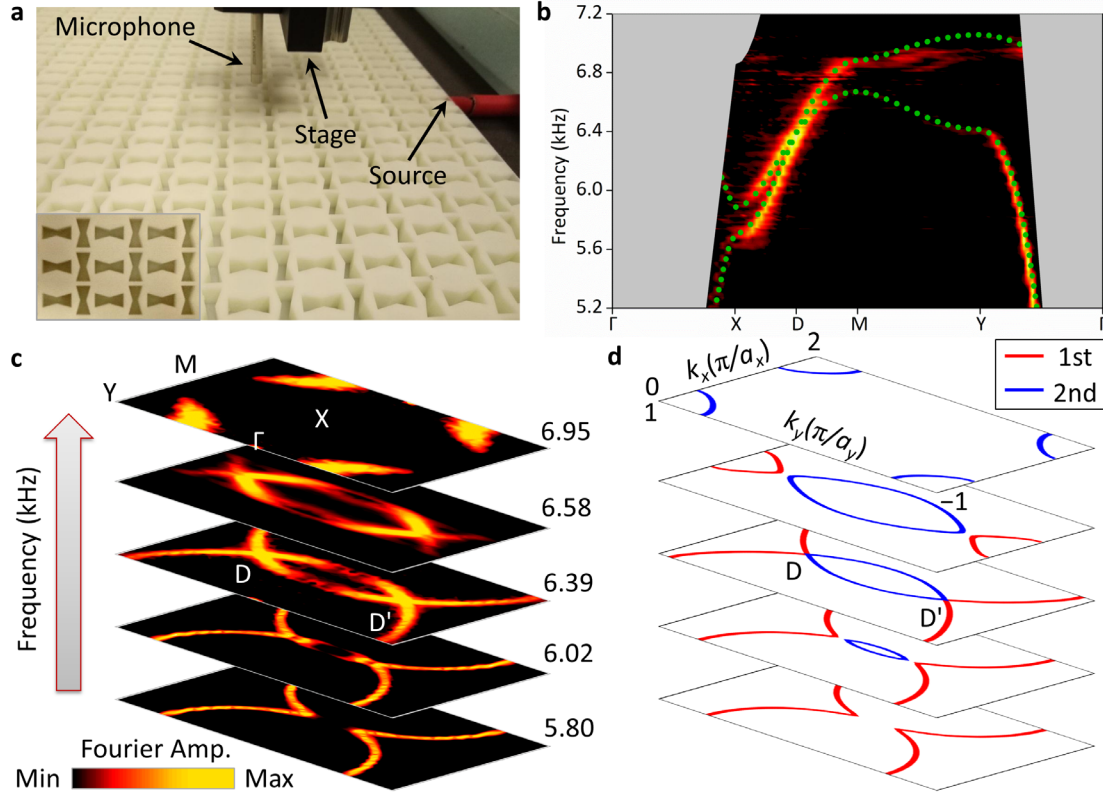 a
Microphone
Stage
Source
b
7.2
6.8
6.4
6.0
5.6
5.2
Frequency (kHz)
Γ X D M Y Γ
c
M
Y
X
Γ
6.95
6.58
D
6.39
D'
6.02
5.80
Frequency (kHz)
Fourier Amp.
Min Max
d
1st
2nd
2
kx(π/ax)
0
1
ky(π/ay)
−1
D
D'